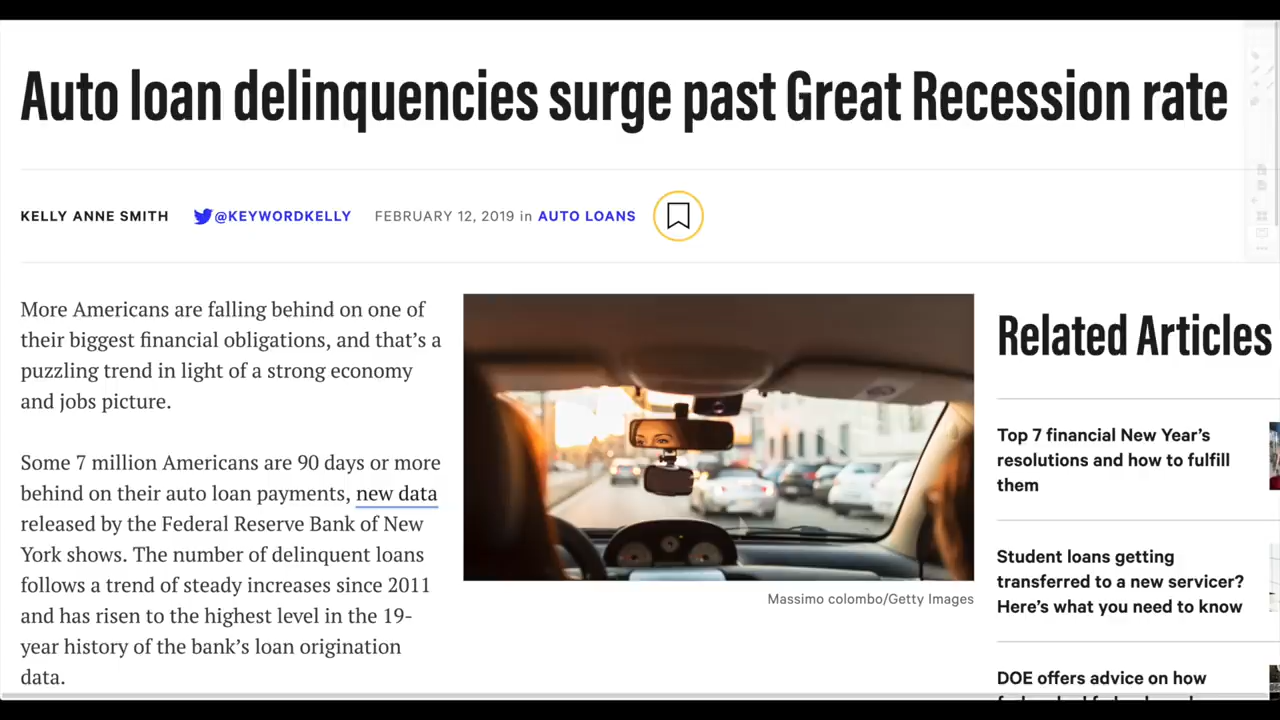 Auto loan delinquencies surge past Great Recession rate
KELLY ANNE SMITH @KEYWORDKELLY FEBRUARY 12, 2019 in AUTO LOANS
More Americans are falling behind on one of
their biggest financial obligations, and that’s a
puzzling trend in light of a strong economy
and jobs picture.
Some 7 million Americans are 90 days or more
behind on their auto loan payments, new data
released by the Federal Reserve Bank of New
York shows. The number of delinquent loans
follows a trend of steady increases since 2011
and has risen to the highest level in the 19-
year history of the bank’s loan origination
data.
Massimo colombo/Getty Images
Related Articles
Top 7 financial New Year’s
resolutions and how to fulfill
them
Student loans getting
transferred to a new servicer?
Here’s what you need to know
DOE offers advice on how